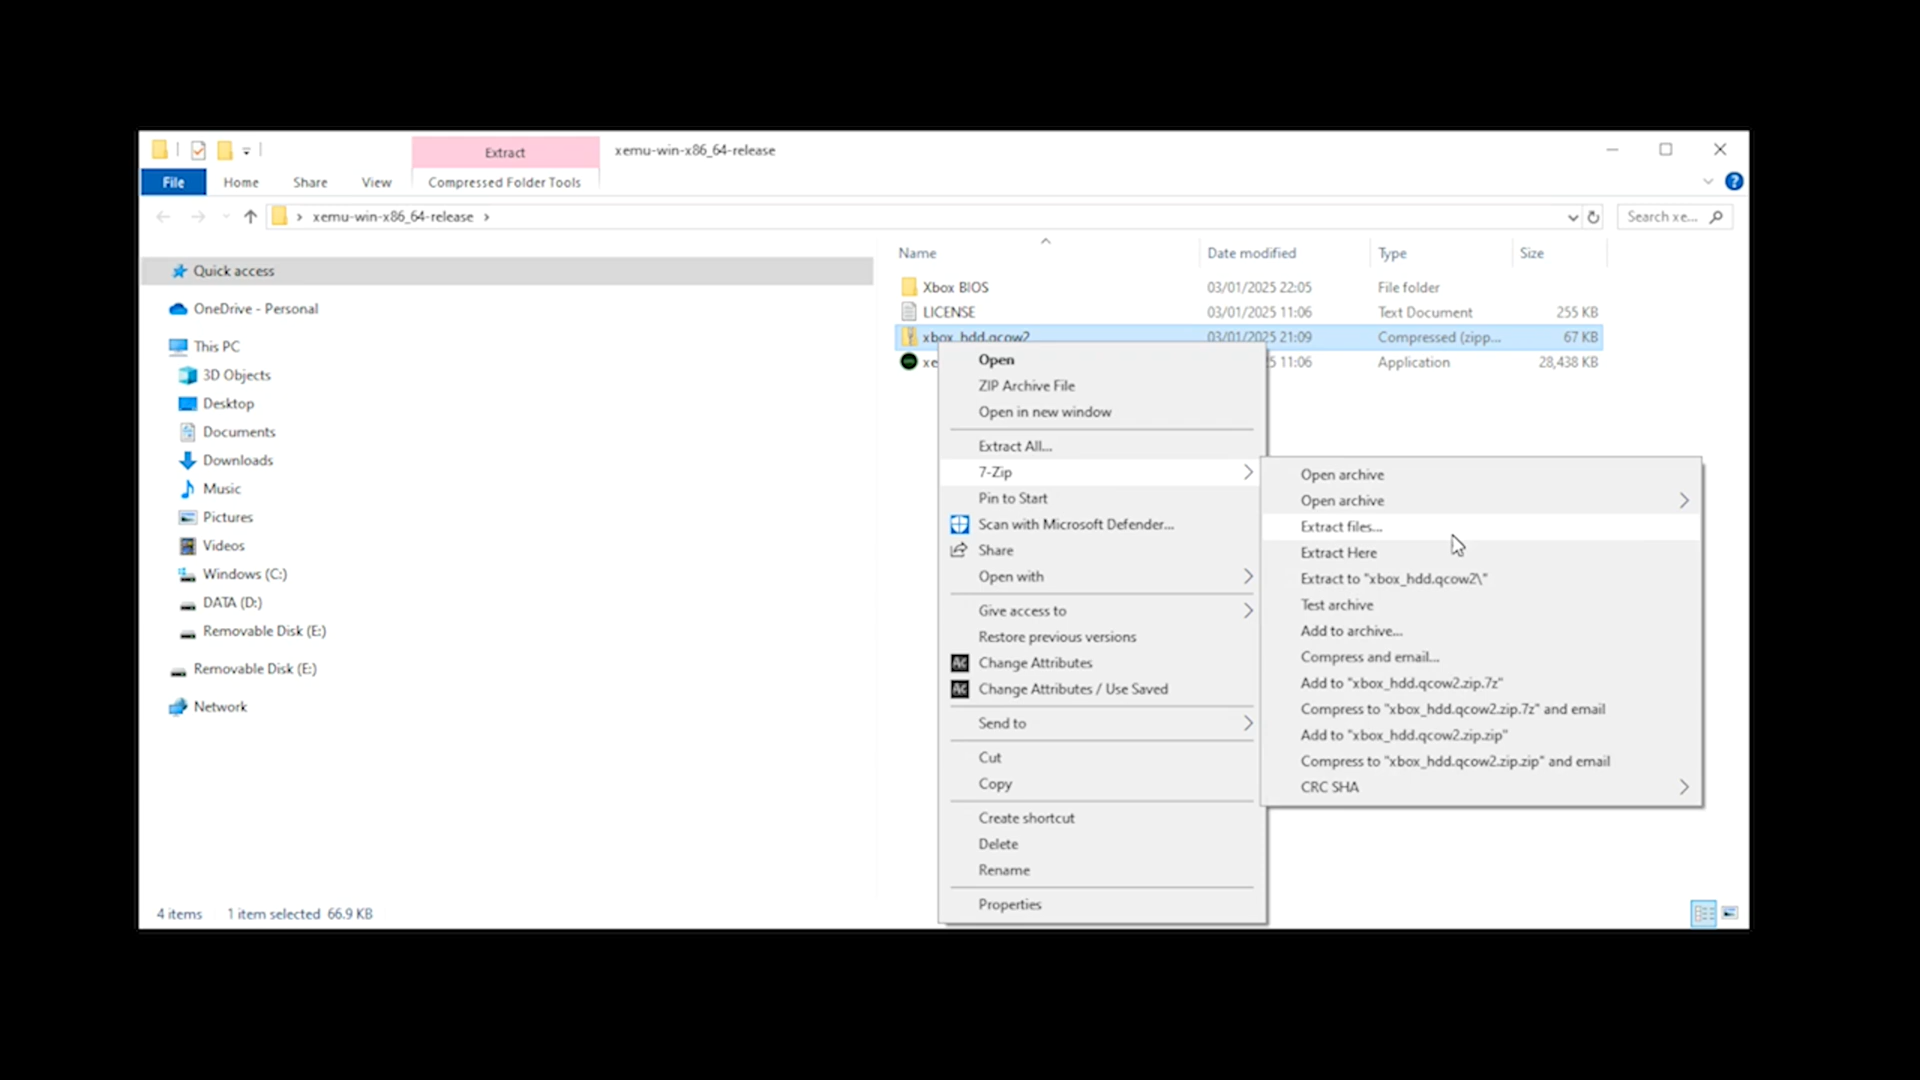 Extract
xemu-win-x86_64-release
File
Home
Share
View
Compressed Folder Tools
xemu-win-x86_64-release
Search xe...
Name
Date modified
Type
Size
Quick access
OneDrive - Personal
This PC
3D Objects
Desktop
Documents
Downloads
Music
Pictures
Videos
Windows (C:)
DATA (D:)
Removable Disk (E:)
Removable Disk (E:)
Network
Xbox BIOS 03/01/2025 22:05 File folder
LICENSE 03/01/2025 11:06 Text Document 255 KB
xbox_hdd.qcow2 03/01/2025 21:09 Compressed (zipp... 67 KB
xe 5 11:06 Application 28,438 KB
Open
ZIP Archive File
Open in new window
Extract All...
7-Zip
Pin to Start
Scan with Microsoft Defender...
Share
Open with
Give access to
Restore previous versions
Change Attributes
Change Attributes / Use Saved
Send to
Cut
Copy
Create shortcut
Delete
Rename
Properties
Open archive
Open archive
Extract files...
Extract Here
Extract to "xbox_hdd.qcow2\"
Test archive
Add to archive...
Compress and email...
Add to "xbox_hdd.qcow2.zip.7z"
Compress to "xbox_hdd.qcow2.zip.7z" and email
Add to "xbox_hdd.qcow2.zip.zip"
Compress to "xbox_hdd.qcow2.zip.zip" and email
CRC SHA
4 items 1 item selected 66.9 KB